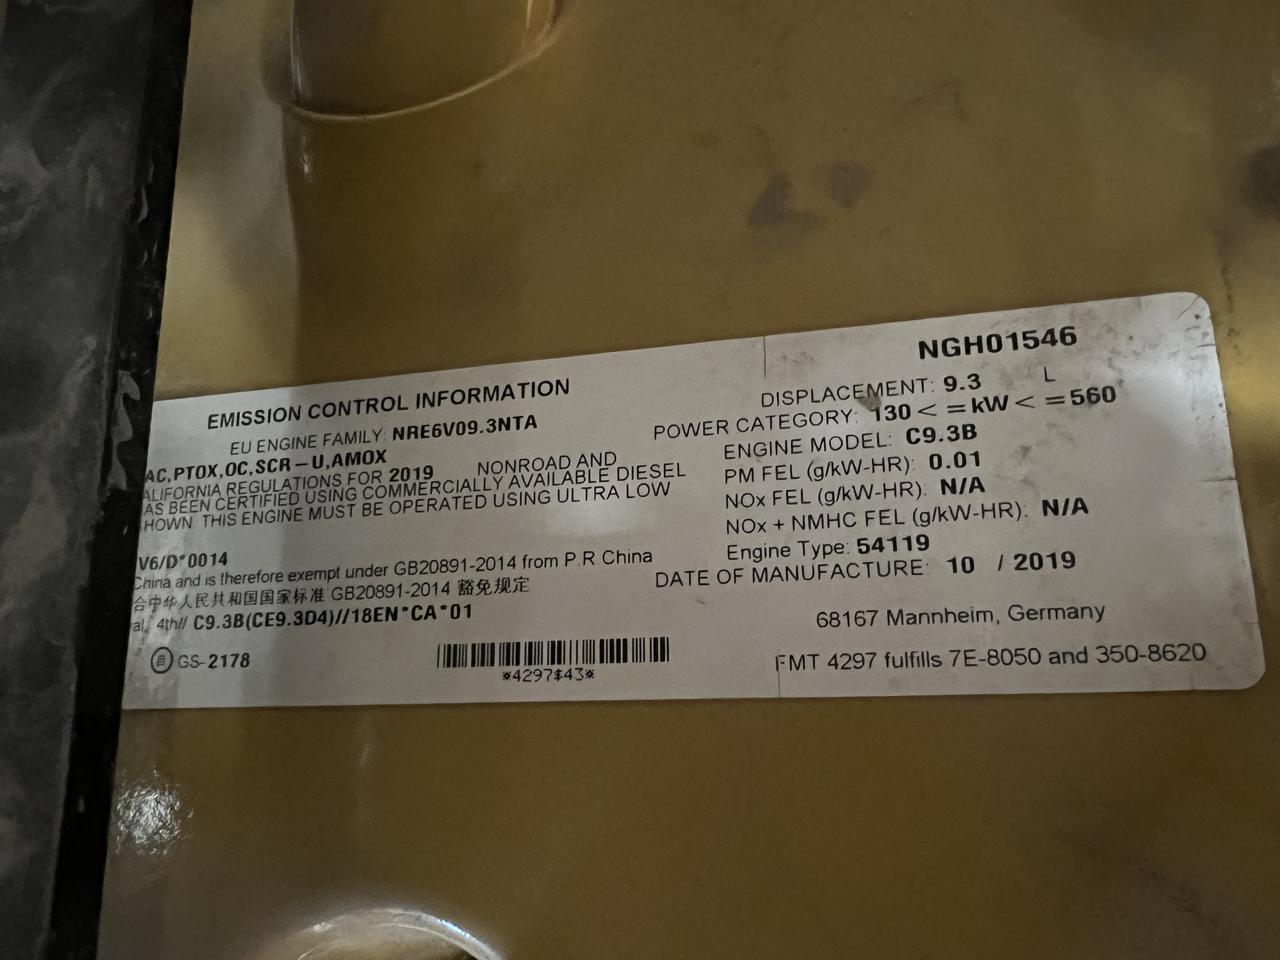 EMISSION CONTROL INFORMATION
EU ENGINE FAMILY: NRE6V09.3NTA
AC,PTOX,OC,SCR-U,AMOX
ALIFORNIA REGULATIONS FOR 2019 NONROAD AND
AS BEEN CERTIFIED USING COMMERCIALLY AVAILABLE DIESEL
HOWN. THIS ENGINE MUST BE OPERATED USING ULTRA LOW
V6/D*0014
China and is therefore exempt under GB20891-2014 from P.R China
合中华人民共和国国家标准 GB20891-2014 豁免规定
al, 4th// C9.3B(CE9.3D4)//18EN*CA*01
GS-2178
*4297$43*
NGH01546
DISPLACEMENT: 9.3 L
POWER CATEGORY: 130 < = kW < = 560
ENGINE MODEL: C9.3B
PM FEL (g/kW-HR): 0.01
NOx FEL (g/kW-HR): N/A
NOx + NMHC FEL (g/kW-HR): N/A
Engine Type: 54119
DATE OF MANUFACTURE: 10 / 2019
68167 Mannheim, Germany
FMT 4297 fulfills 7E-8050 and 350-8620